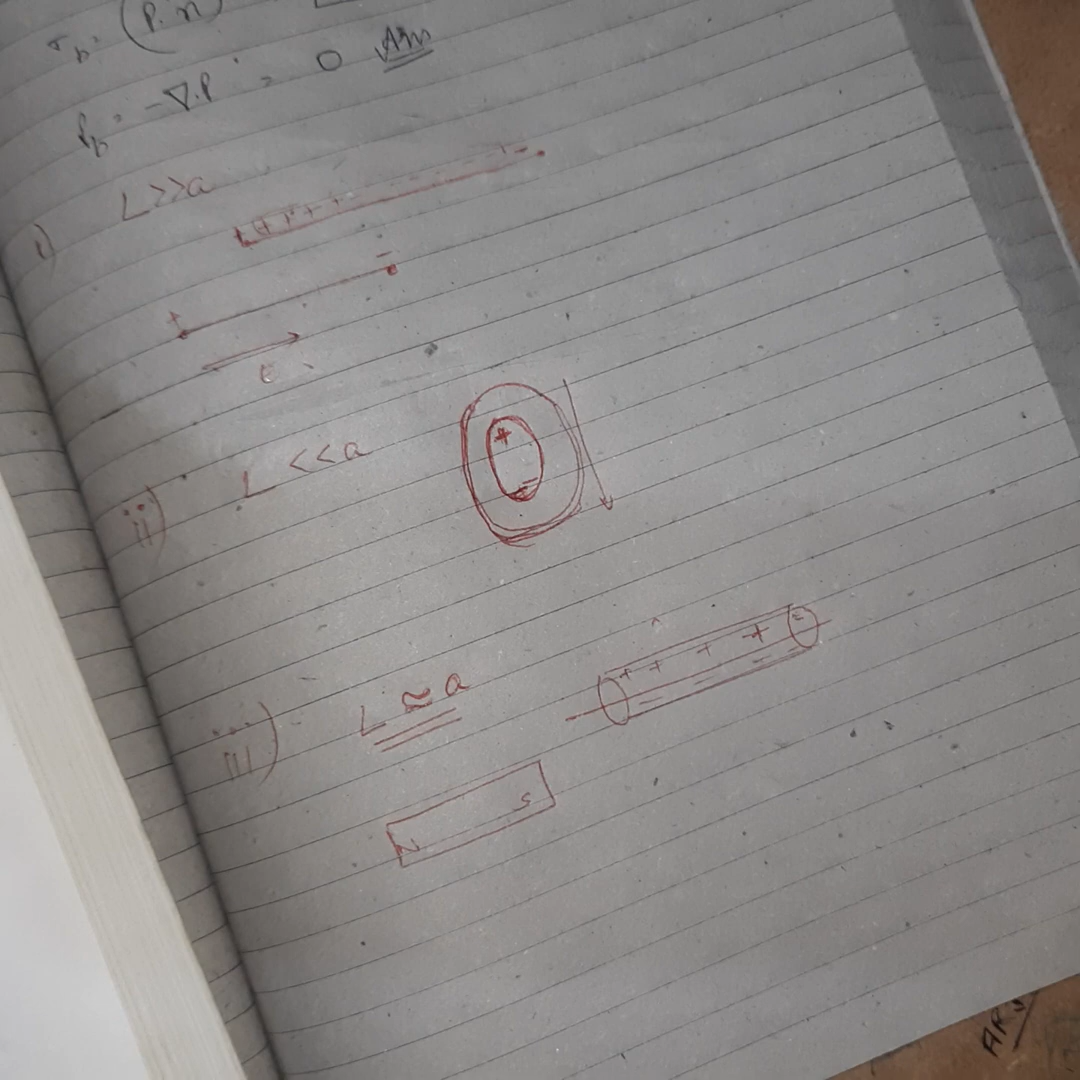 σb = (P. n)
ρb = -∇.P = 0 Ans
i) L >> a
+ + + + - - -
+ -
E
ii) L << a
+
-
iii) L ≈ a
+ + + +
- - - -
N S